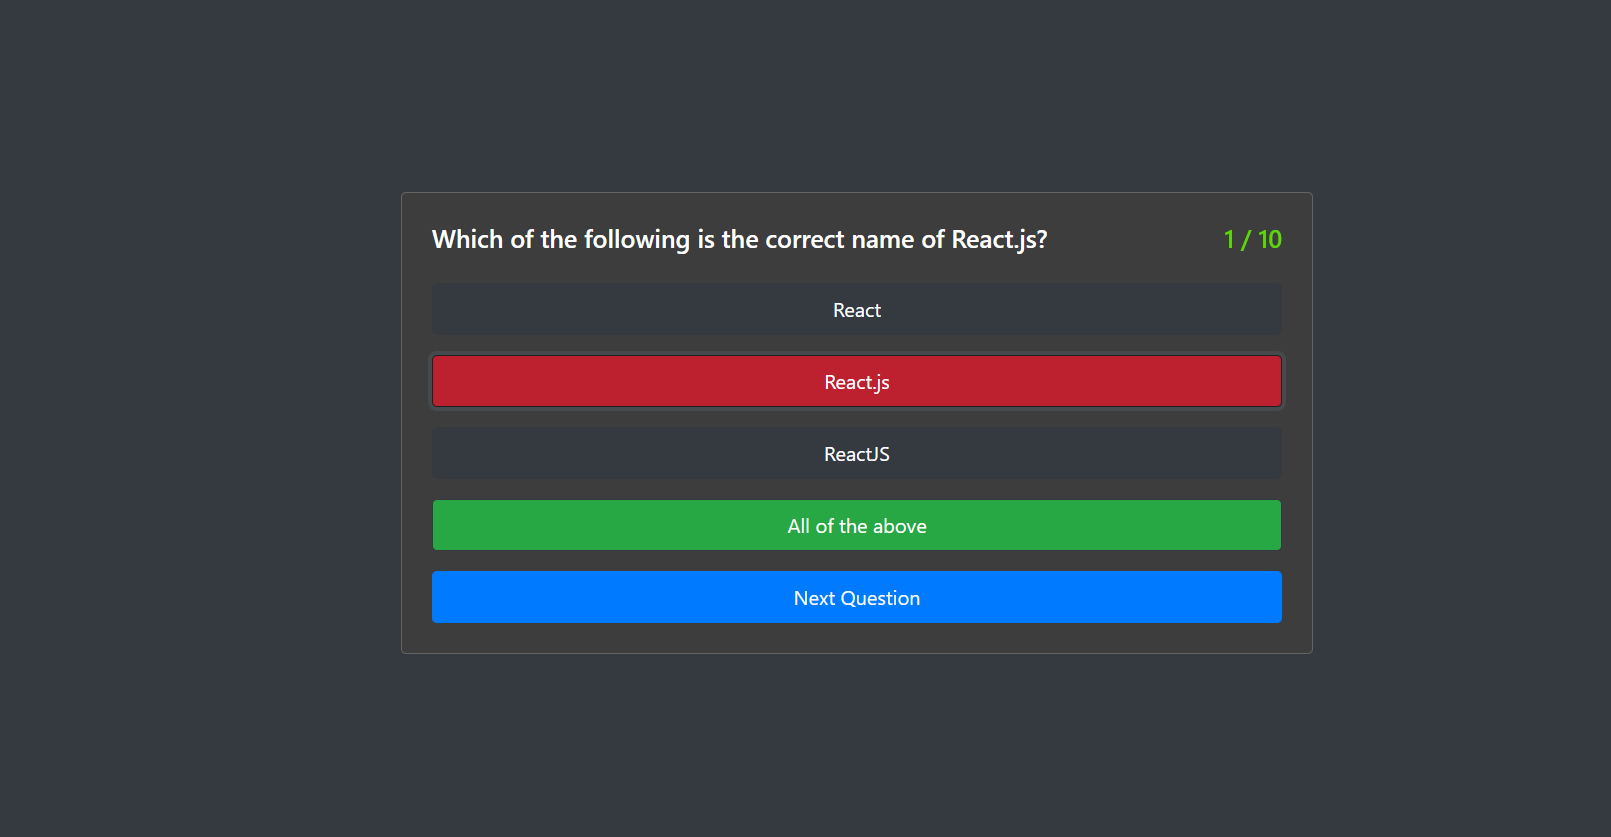 Which of the following is the correct name of React.js? 1 / 10
React
React.js
ReactJS
All of the above
Next Question